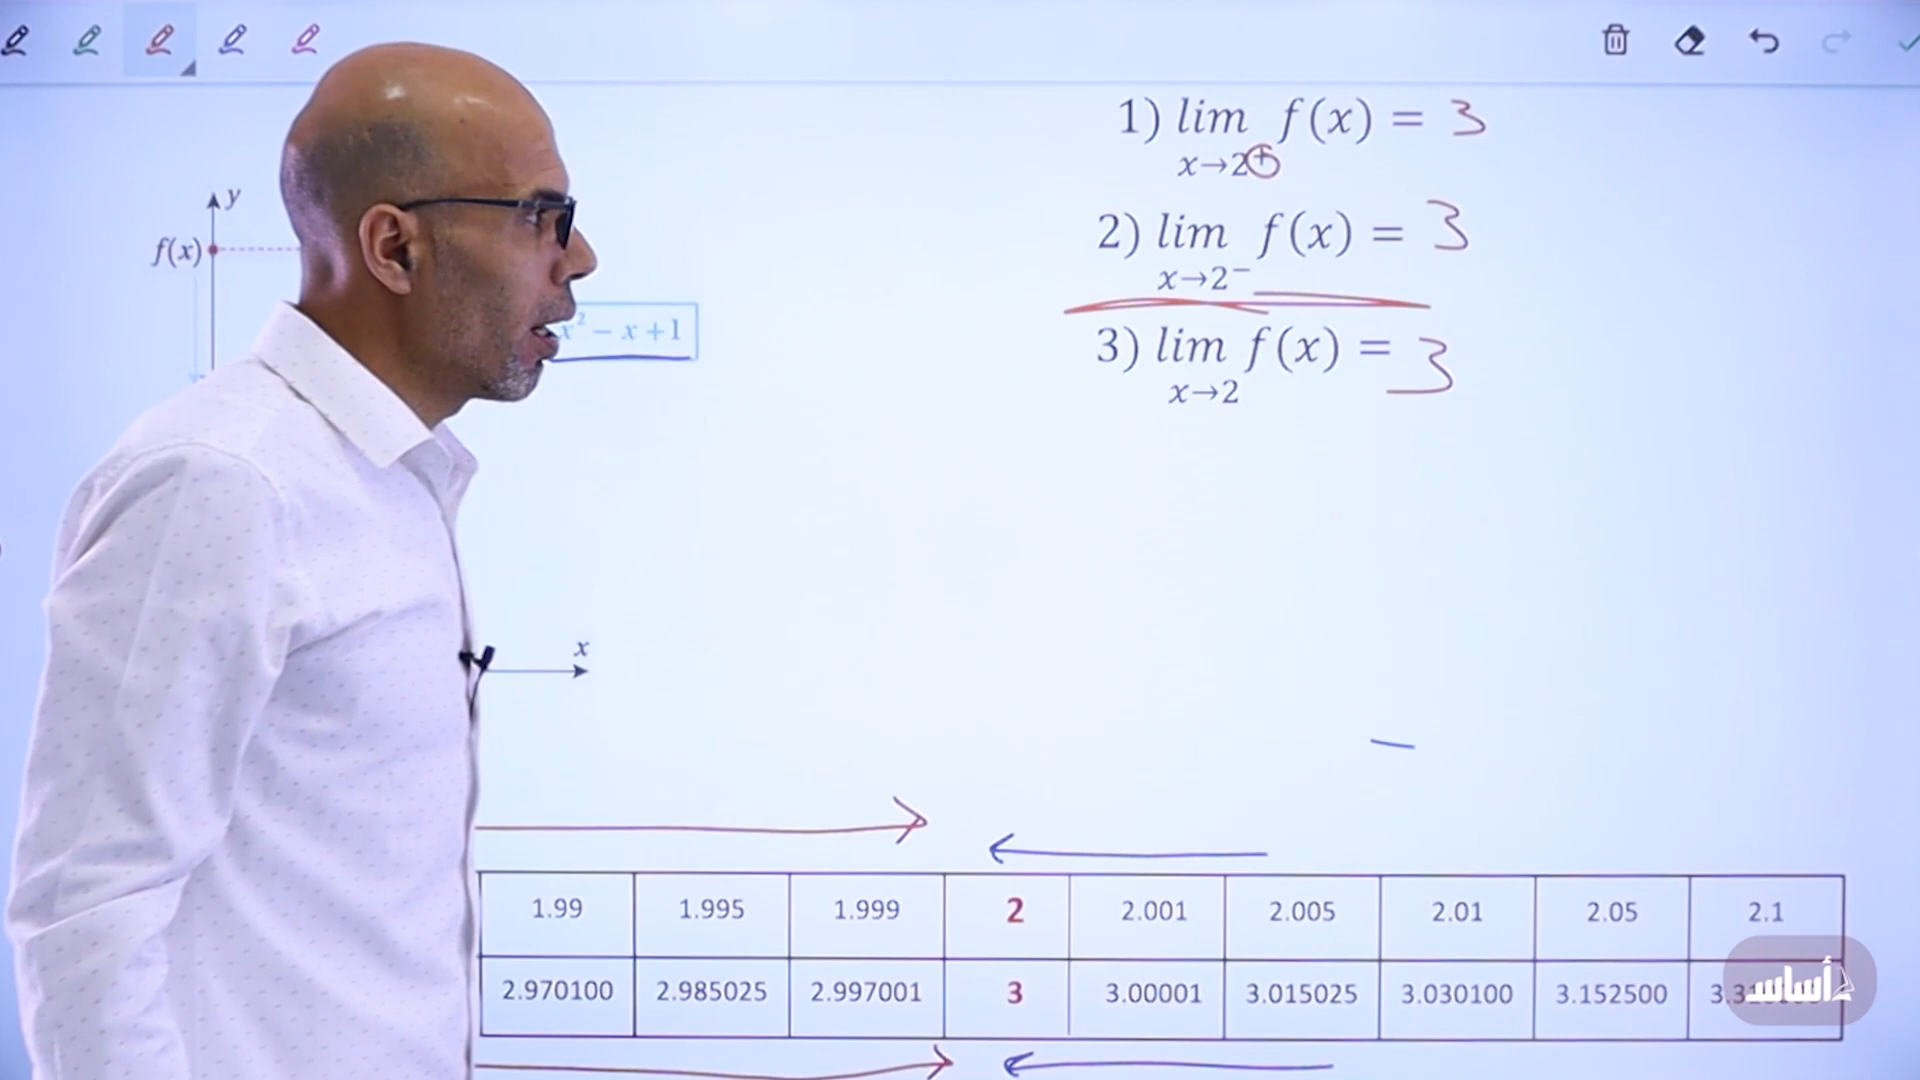 1) lim f(x) = 3
x→2+
2) lim f(x) = 3
x→2−
3) lim f(x) = 3
x→2
y
f(x)
x² − x + 1
x
1.99 1.995 1.999 2 2.001 2.005 2.01 2.05 2.1
2.970100 2.985025 2.997001 3 3.00001 3.015025 3.030100 3.152500
أساس